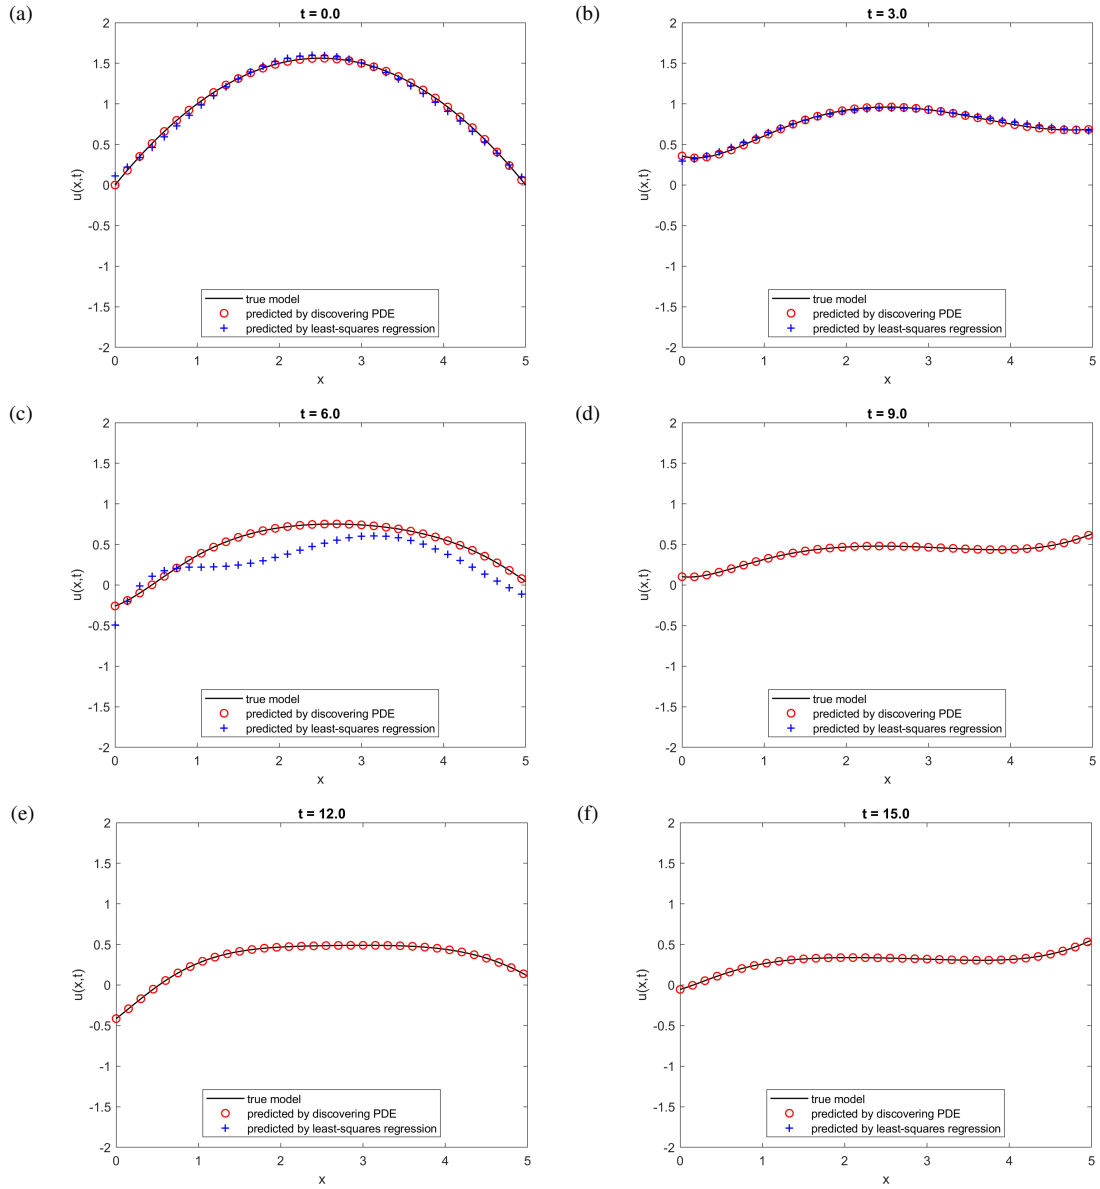 (a)
t = 0.0
2
1.5
1
0.5
0
-0.5
-1
-1.5
-2
u(x,t)
true model
predicted by discovering PDE
predicted by least-squares regression
0 1 2 3 4 5
x
(b)
t = 3.0
2
1.5
1
0.5
0
-0.5
-1
-1.5
-2
u(x,t)
true model
predicted by discovering PDE
predicted by least-squares regression
0 1 2 3 4 5
x
(c)
t = 6.0
2
1.5
1
0.5
0
-0.5
-1
-1.5
-2
u(x,t)
true model
predicted by discovering PDE
predicted by least-squares regression
0 1 2 3 4 5
x
(d)
t = 9.0
2
1.5
1
0.5
0
-0.5
-1
-1.5
-2
u(x,t)
true model
predicted by discovering PDE
predicted by least-squares regression
0 1 2 3 4 5
x
(e)
t = 12.0
2
1.5
1
0.5
0
-0.5
-1
-1.5
-2
u(x,t)
true model
predicted by discovering PDE
predicted by least-squares regression
0 1 2 3 4 5
x
(f)
t = 15.0
2
1.5
1
0.5
0
-0.5
-1
-1.5
-2
u(x,t)
true model
predicted by discovering PDE
predicted by least-squares regression
0 1 2 3 4 5
x